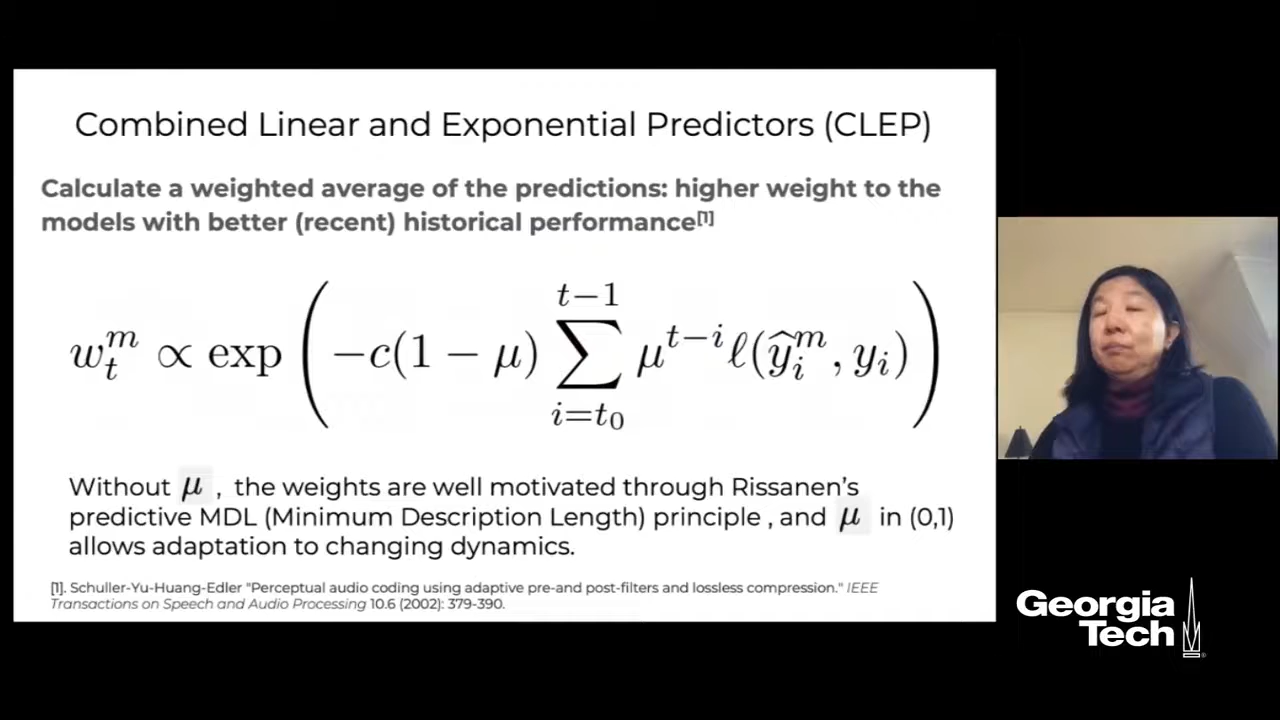 Combined Linear and Exponential Predictors (CLEP)
Calculate a weighted average of the predictions: higher weight to the
models with better (recent) historical performance[1]
w_t^m ∝ exp( −c(1 − μ) ∑_{i=t_0}^{t−1} μ^{t−i} ℓ(ŷ_i^m, y_i) )
Without μ , the weights are well motivated through Rissanen’s
predictive MDL (Minimum Description Length) principle , and μ in (0,1)
allows adaptation to changing dynamics.
[1]. Schuller-Yu-Huang-Edler "Perceptual audio coding using adaptive pre-and post-filters and lossless compression." IEEE
Transactions on Speech and Audio Processing 10.6 (2002): 379-390.
Georgia
Tech